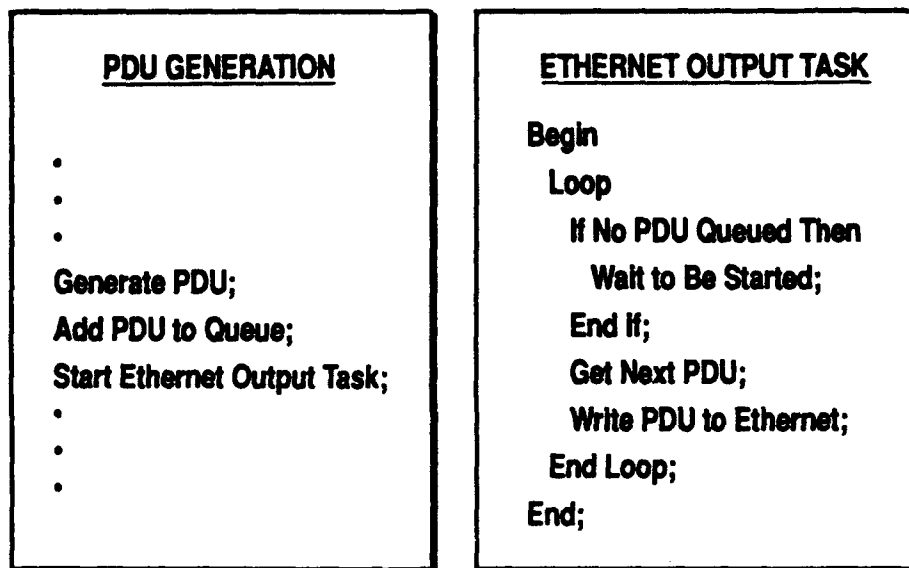 PDU GENERATION
•
•
•
Generate PDU;
Add PDU to Queue;
Start Ethernet Output Task;
•
•
•
ETHERNET OUTPUT TASK
Begin
Loop
If No PDU Queued Then
Wait to Be Started;
End If;
Get Next PDU;
Write PDU to Ethernet;
End Loop;
End;